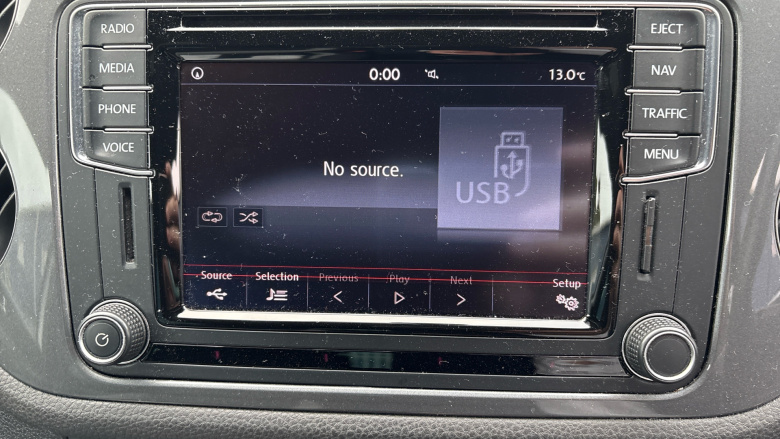 RADIO
MEDIA
PHONE
VOICE
EJECT
NAV
TRAFFIC
MENU
0:00
13.0°C
No source.
USB
Source
Selection
Previous
Play
Next
Setup